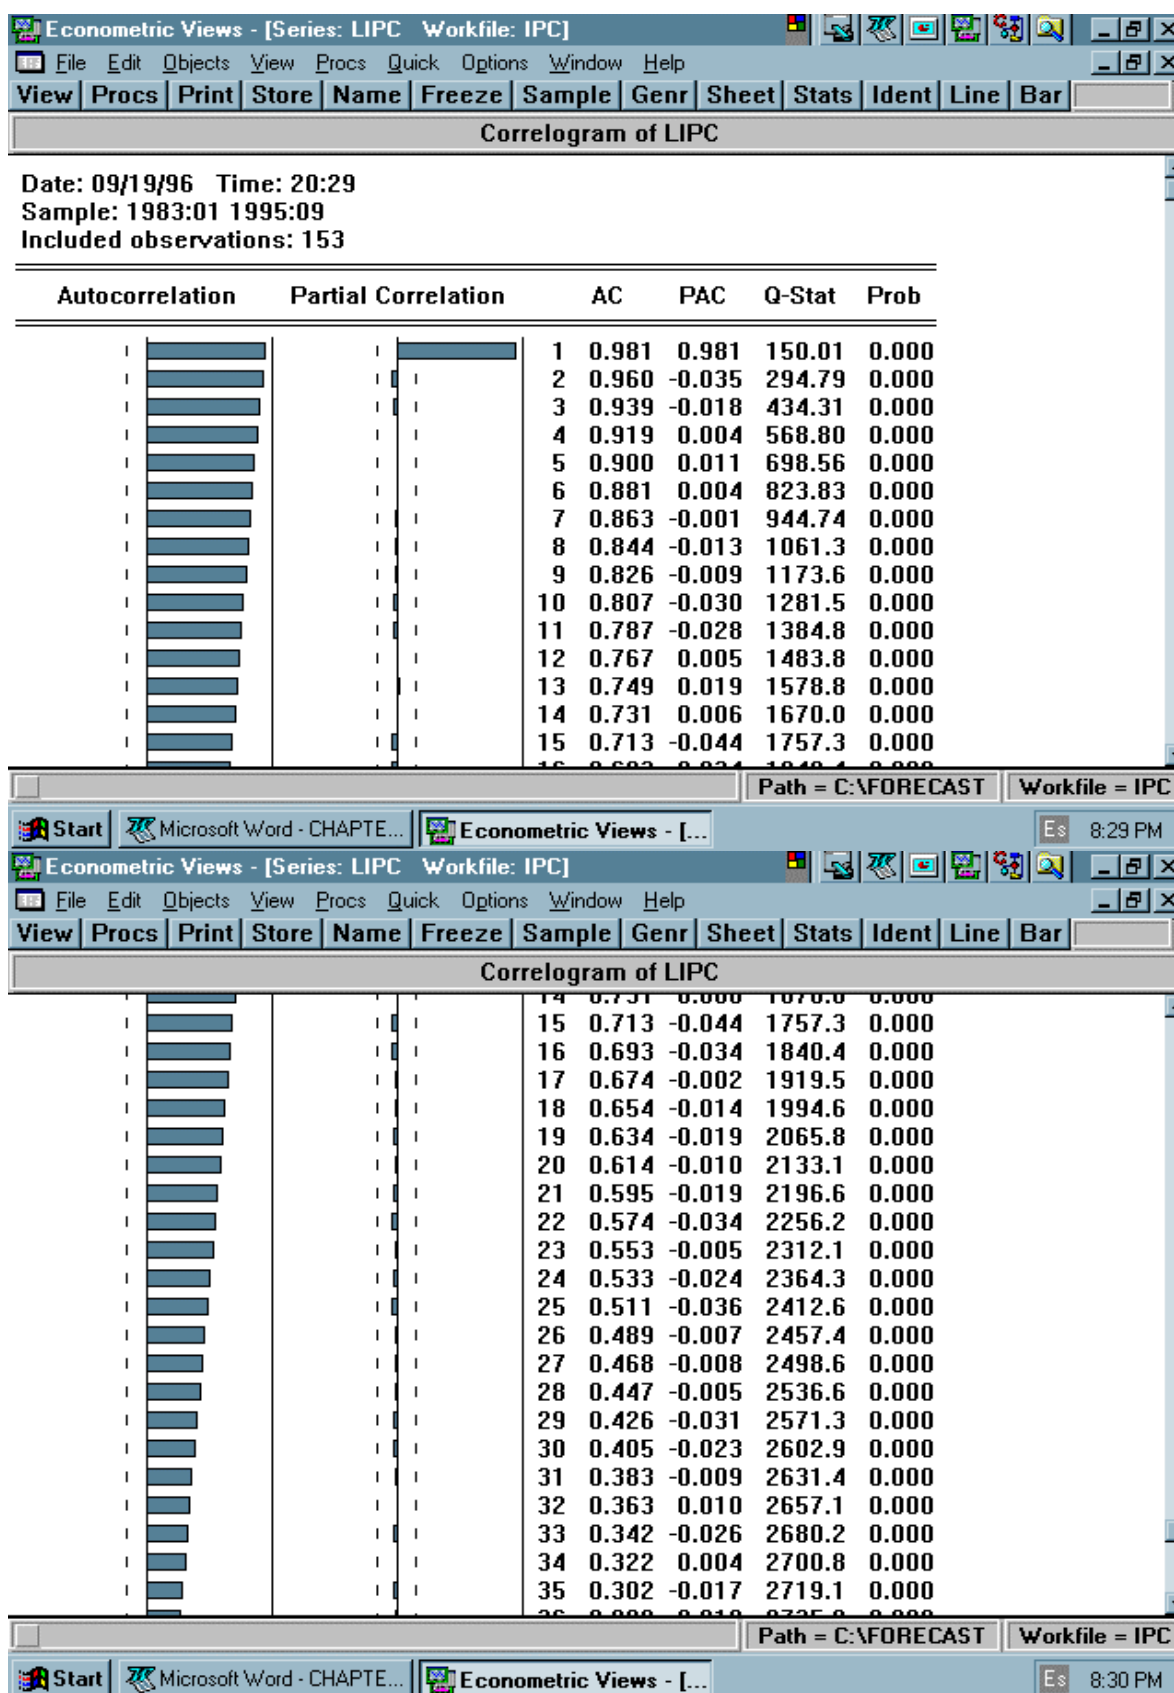 Econometric Views - [Series: LIPC Workfile: IPC]
File Edit Objects View Procs Quick Options Window Help
View Procs Print Store Name Freeze Sample Genr Sheet Stats Ident Line Bar
Correlogram of LIPC
Date: 09/19/96 Time: 20:29
Sample: 1983:01 1995:09
Included observations: 153
Autocorrelation Partial Correlation AC PAC Q-Stat Prob
1 0.981 0.981 150.01 0.000
2 0.960 -0.035 294.79 0.000
3 0.939 -0.018 434.31 0.000
4 0.919 0.004 568.80 0.000
5 0.900 0.011 698.56 0.000
6 0.881 0.004 823.83 0.000
7 0.863 -0.001 944.74 0.000
8 0.844 -0.013 1061.3 0.000
9 0.826 -0.009 1173.6 0.000
10 0.807 -0.030 1281.5 0.000
11 0.787 -0.028 1384.8 0.000
12 0.767 0.005 1483.8 0.000
13 0.749 0.019 1578.8 0.000
14 0.731 0.006 1670.0 0.000
15 0.713 -0.044 1757.3 0.000
Path = C:\FORECAST Workfile = IPC
Start Microsoft Word - CHAPTE... Econometric Views - [... Es 8:29 PM
Econometric Views - [Series: LIPC Workfile: IPC]
File Edit Objects View Procs Quick Options Window Help
View Procs Print Store Name Freeze Sample Genr Sheet Stats Ident Line Bar
Correlogram of LIPC
15 0.713 -0.044 1757.3 0.000
16 0.693 -0.034 1840.4 0.000
17 0.674 -0.002 1919.5 0.000
18 0.654 -0.014 1994.6 0.000
19 0.634 -0.019 2065.8 0.000
20 0.614 -0.010 2133.1 0.000
21 0.595 -0.019 2196.6 0.000
22 0.574 -0.034 2256.2 0.000
23 0.553 -0.005 2312.1 0.000
24 0.533 -0.024 2364.3 0.000
25 0.511 -0.036 2412.6 0.000
26 0.489 -0.007 2457.4 0.000
27 0.468 -0.008 2498.6 0.000
28 0.447 -0.005 2536.6 0.000
29 0.426 -0.031 2571.3 0.000
30 0.405 -0.023 2602.9 0.000
31 0.383 -0.009 2631.4 0.000
32 0.363 0.010 2657.1 0.000
33 0.342 -0.026 2680.2 0.000
34 0.322 0.004 2700.8 0.000
35 0.302 -0.017 2719.1 0.000
Path = C:\FORECAST Workfile = IPC
Start Microsoft Word - CHAPTE... Econometric Views - [... Es 8:30 PM